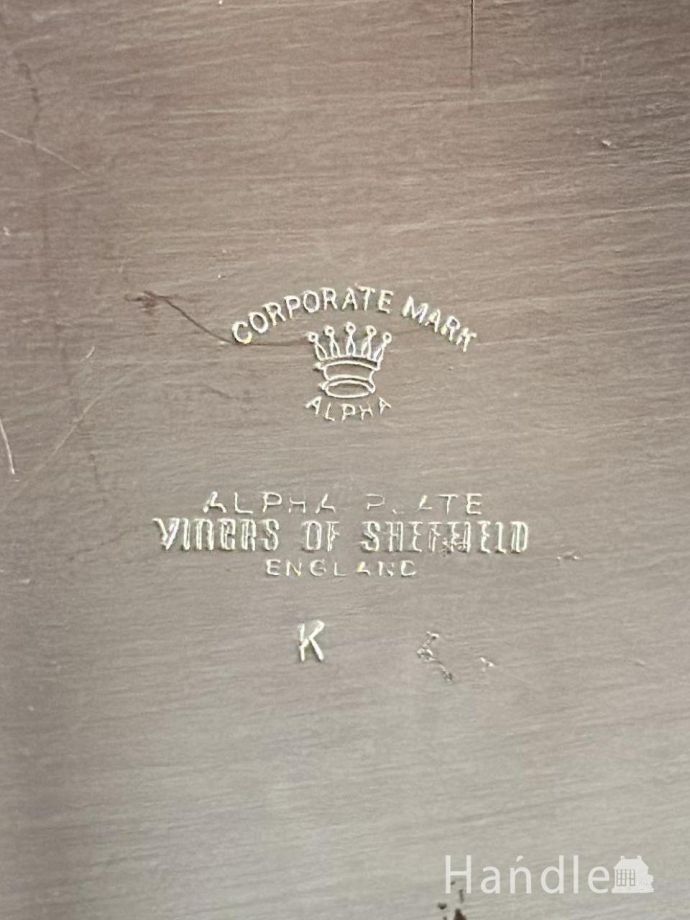 CORPORATE MARK
ALPHA
ALPHA PLATE
VINERS OF SHEFFIELD
ENGLAND
K
Handle